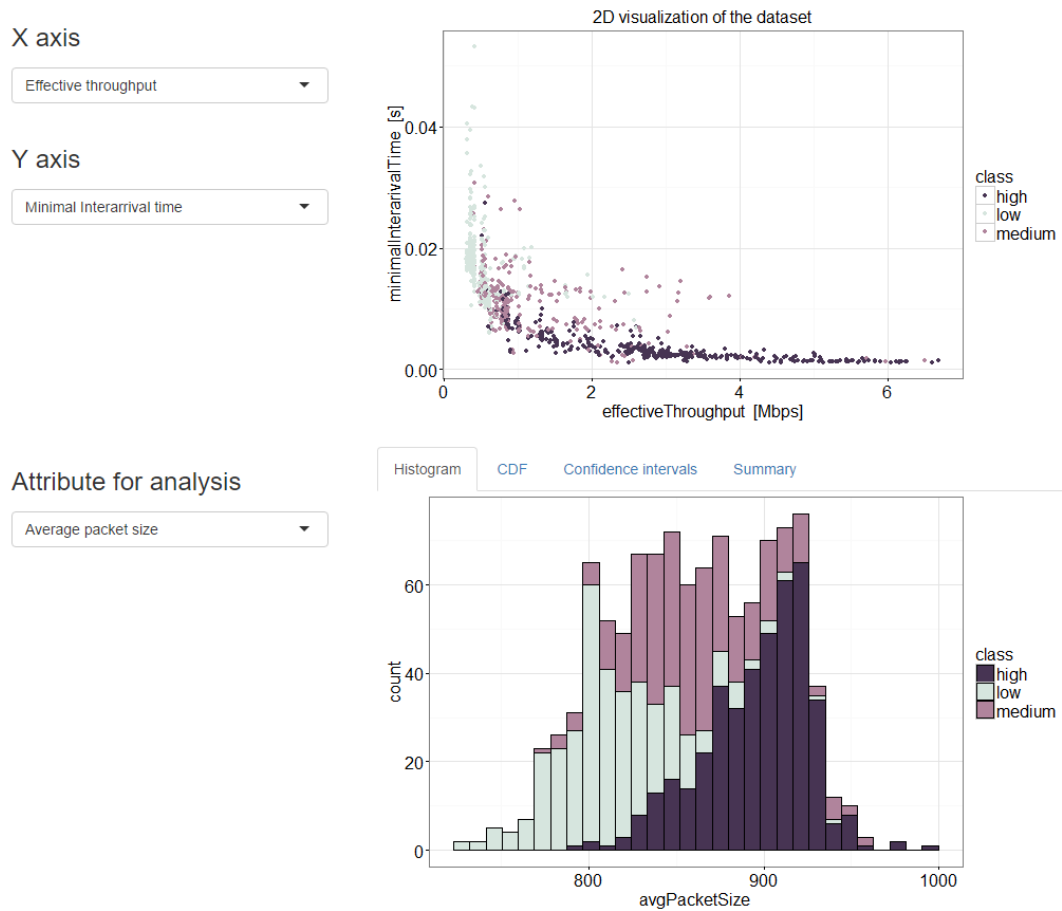 X axis
Effective throughput
Y axis
Minimal Interarrival time
2D visualization of the dataset
minimalInterarivalTime [s]
0.04
0.02
0.00
0
2
4
6
effectiveThroughput [Mbps]
class
high
low
medium
Attribute for analysis
Average packet size
Histogram
CDF
Confidence intervals
Summary
count
60
40
20
0
800
900
1000
avgPacketSize
class
high
low
medium